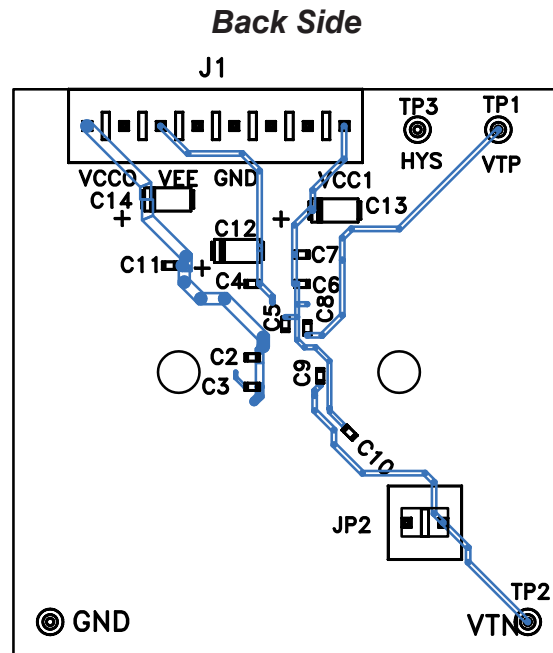 Back Side
J1
TP3
TP1
HYS
VTP
VCCO VEE GND VCC1
C14
+
C12
+
C13
C11
+
C7
C4
C6
C5
C8
C2
C3
C9
C10
JP2
TP2
GND
VTN